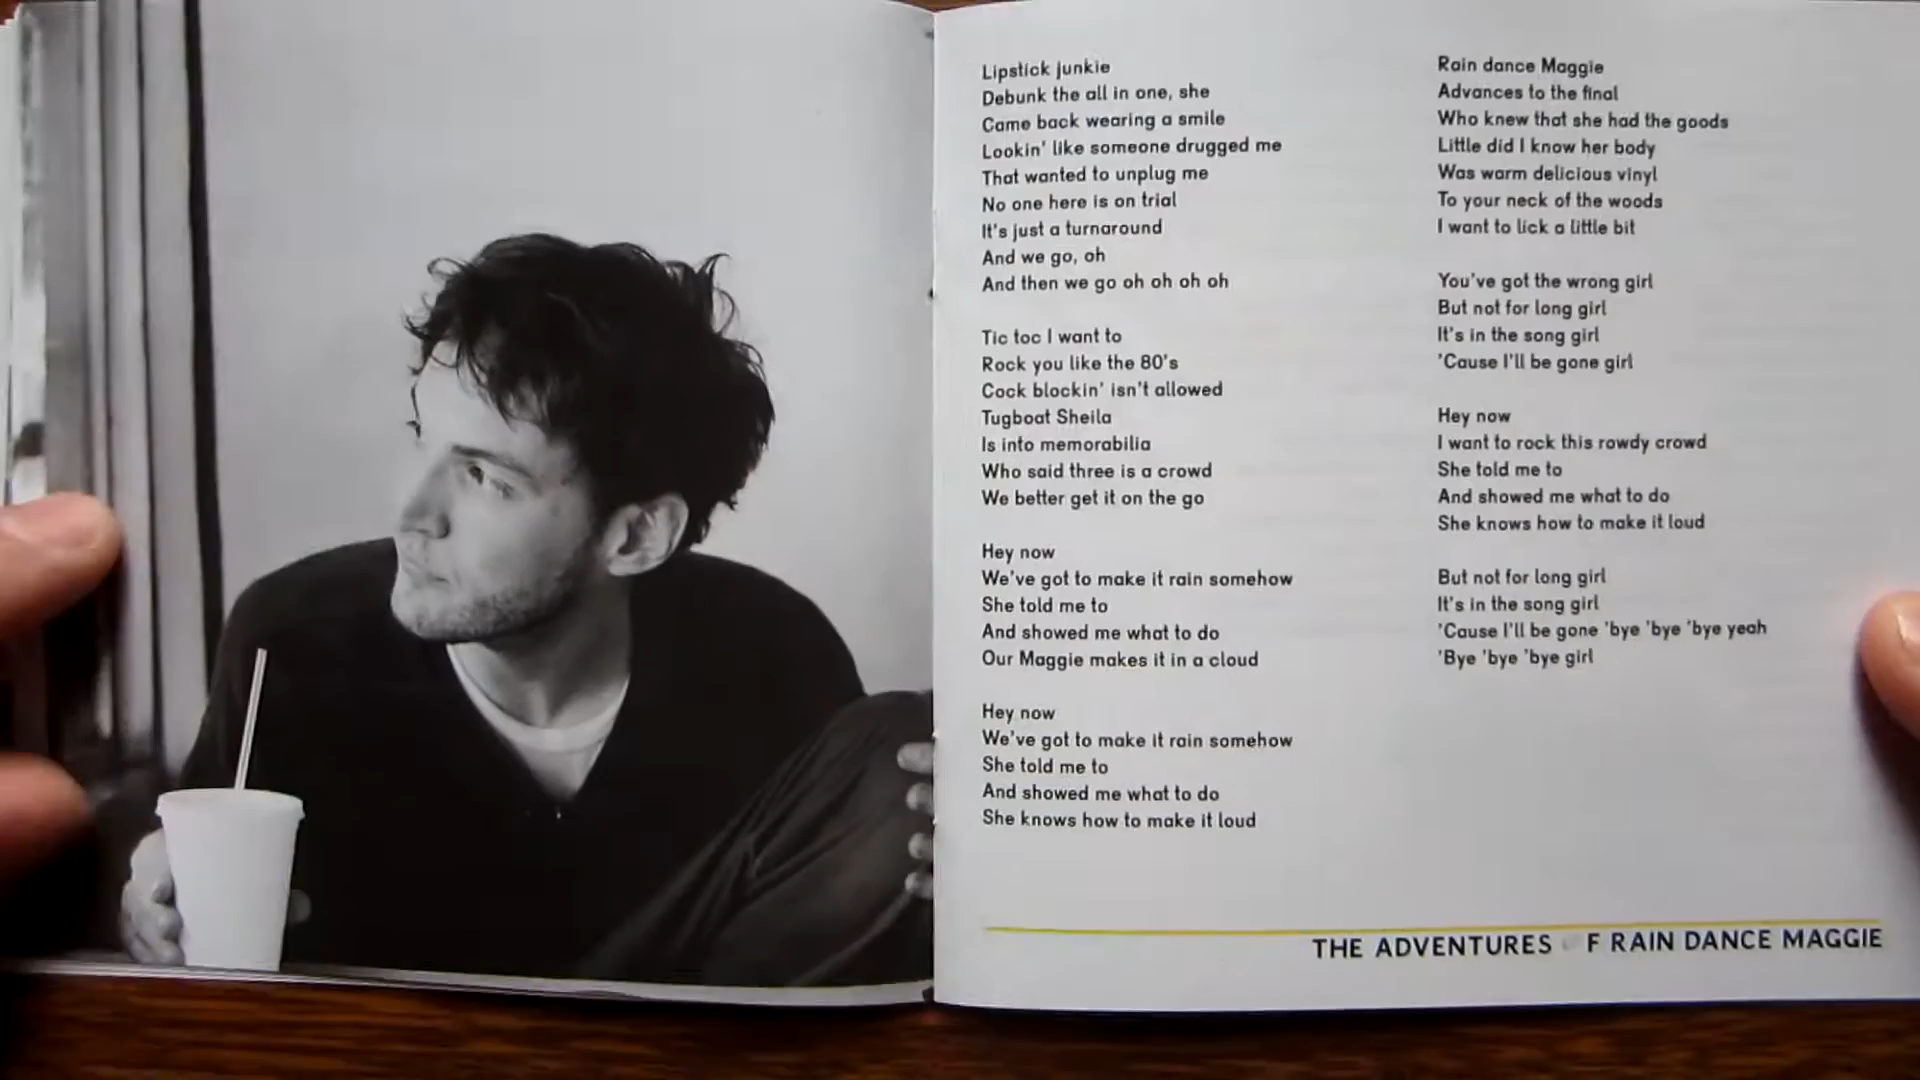 Lipstick junkie
Debunk the all in one, she
Came back wearing a smile
Lookin' like someone drugged me
That wanted to unplug me
No one here is on trial
It's just a turnaround
And we go, oh
And then we go oh oh oh oh
Tic toc I want to
Rock you like the 80's
Cock blockin' isn't allowed
Tugboat Sheila
Is into memorabilia
Who said three is a crowd
We better get it on the go
Hey now
We've got to make it rain somehow
She told me to
And showed me what to do
Our Maggie makes it in a cloud
Hey now
We've got to make it rain somehow
She told me to
And showed me what to do
She knows how to make it loud
Rain dance Maggie
Advances to the final
Who knew that she had the goods
Little did I know her body
Was warm delicious vinyl
To your neck of the woods
I want to lick a little bit
You've got the wrong girl
But not for long girl
It's in the song girl
'Cause I'll be gone girl
Hey now
I want to rock this rowdy crowd
She told me to
And showed me what to do
She knows how to make it loud
But not for long girl
It's in the song girl
'Cause I'll be gone 'bye 'bye 'bye yeah
'Bye 'bye 'bye girl
THE ADVENTURES F RAIN DANCE MAGGIE